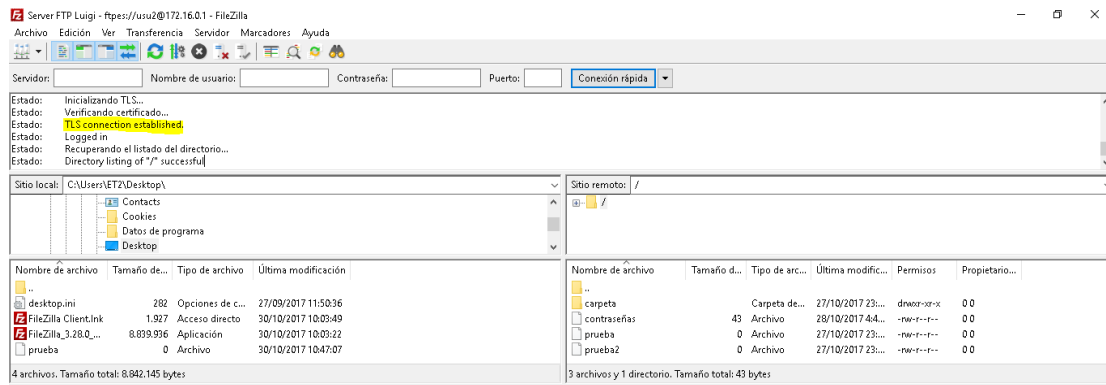 Server FTP Luigi - ftpes://usu2@172.16.0.1 - FileZilla
Archivo Edición Ver Transferencia Servidor Marcadores Ayuda
Servidor: Nombre de usuario: Contraseña: Puerto: Conexión rápida
Estado: Inicializando TLS...
Estado: Verificando certificado...
Estado: TLS connection established.
Estado: Logged in
Estado: Recuperando el listado del directorio...
Estado: Directory listing of "/" successful
Sitio local: C:\Users\ET2\Desktop\
Contacts
Cookies
Datos de programa
Desktop
Sitio remoto: /
/
Nombre de archivo Tamaño de... Tipo de archivo Última modificación
..
desktop.ini 282 Opciones de c... 27/09/2017 11:50:36
FileZilla Client.lnk 1.927 Acceso directo 30/10/2017 10:03:49
FileZilla_3.28.0_... 8.839.936 Aplicación 30/10/2017 10:03:22
prueba 0 Archivo 30/10/2017 10:47:07
4 archivos. Tamaño total: 8.842.145 bytes
Nombre de archivo Tamaño d... Tipo de arc... Última modific... Permisos Propietario...
..
carpeta Carpeta de... 27/10/2017 23:... drwxr-xr-x 0 0
contraseñas 43 Archivo 28/10/2017 4:4... -rw-r--r-- 0 0
prueba 0 Archivo 27/10/2017 23:... -rw-r--r-- 0 0
prueba2 0 Archivo 27/10/2017 23:... -rw-r--r-- 0 0
3 archivos y 1 directorio. Tamaño total: 43 bytes